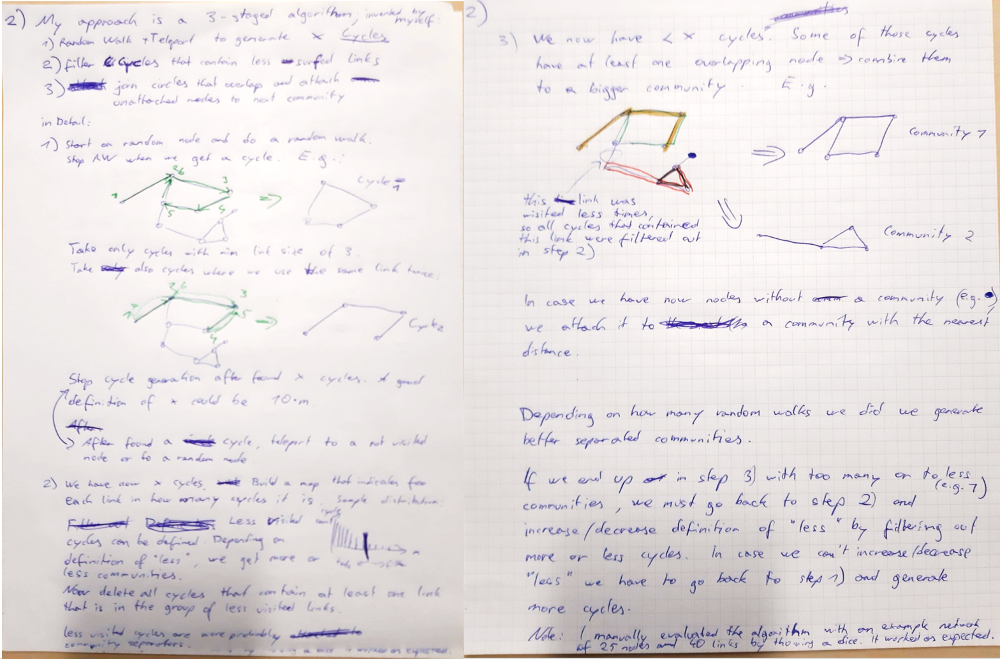 2) My approach is a 3-staged algorithm, invented by myself:
1) Random Walk + Teleport to generate x Cycles
2) filter Cycles that contain less surfed links
3) join circles that overlap and attach
unattached nodes to next community
in Detail:
1) Start on random node and do a random walk.
Stop RW when we get a cycle. E.g.:
1 26 3 4 5
=>
Cycle 1
Take only cycles with min link size of 3.
Take also cycles where we use the same link twice:
26 3 5 4
=>
Cycle 2
Stop cycle generation after found x cycles. A good
definition of x could be 10·m.
After found a cycle, teleport to a not visited
node or to a random node
2) We have now x cycles. Build a map that indicates for
each link in how many cycles it is. Sample distribution:
Less visited
cycles can be defined. Depending on
definition of "less", we get more or
less communities.
Now delete all cycles that contain at least one link
that is in the group of less visited links.
less visited cycles are more probably
community separators.
2)
3) We now have < x cycles. Some of those cycles
have at least one overlapping node => combine them
to a bigger community. E.g.
=>
Community 1
this link was
visited less times,
so all cycles that contained
this link were filtered out
in step 2)
Community 2
In case we have now nodes without a community (e.g. ●)
we attach it to a community with the nearest
distance.
Depending on how many random walks we did we generate
better separated communities.
If we end up in step 3) with too many or to less (e.g. 1)
communities, we must go back to step 2) and
increase/decrease definition of "less" by filtering out
more or less cycles. In case we can't increase/decrease
"less" we have to go back to step 1) and generate
more cycles.
Note: I manually evaluated the algorithm with an example network
of 25 nodes and 40 links by throwing a dice. It worked as expected.